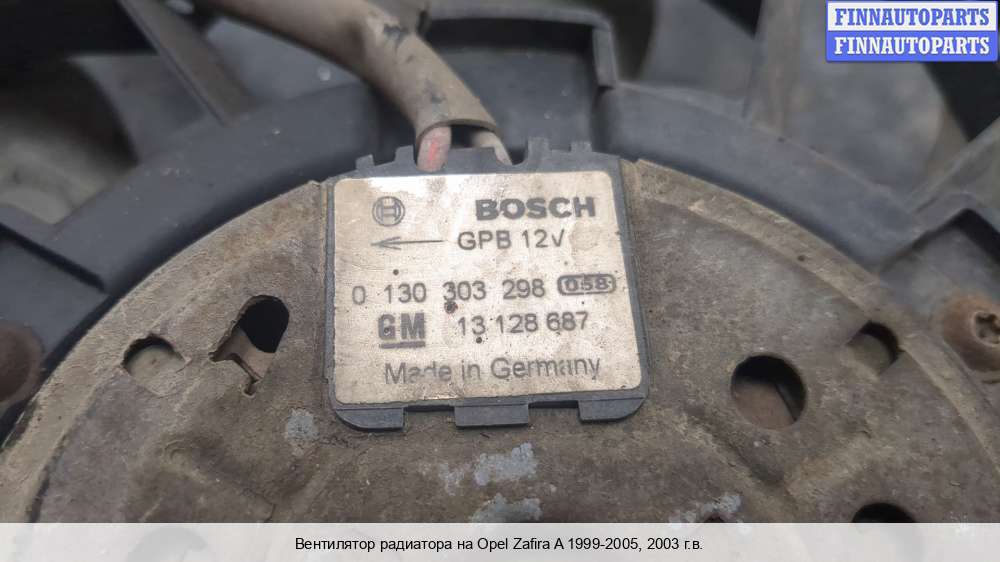 FINNAUTOPARTS
FINNAUTOPARTS
BOSCH
GPB 12V
0 130 303 298 058
GM 13 128 687
Made in Germany
Вентилятор радиатора на Opel Zafira A 1999-2005, 2003 г.в.